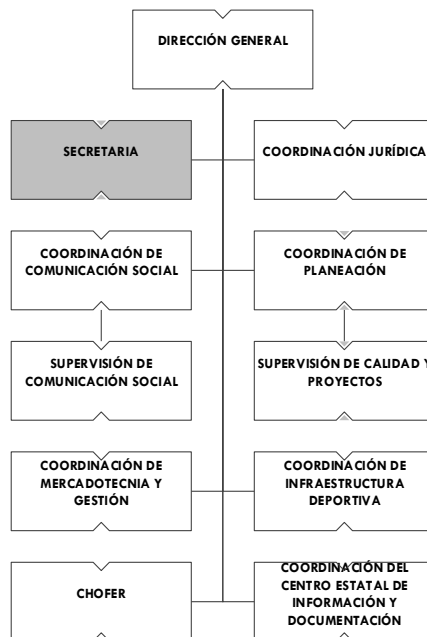 DIRECCIÓN GENERAL
SECRETARIA
COORDINACIÓN JURÍDICA
COORDINACIÓN DE
COMUNICACIÓN SOCIAL
COORDINACIÓN DE
PLANEACIÓN
SUPERVISIÓN DE
COMUNICACIÓN SOCIAL
SUPERVISIÓN DE CALIDAD Y
PROYECTOS
COORDINACIÓN DE
MERCADOTECNIA Y
GESTIÓN
COORDINACIÓN DE
INFRAESTRUCTURA
DEPORTIVA
CHOFER
COORDINACIÓN DEL
CENTRO ESTATAL DE
INFORMACIÓN Y
DOCUMENTACIÓN